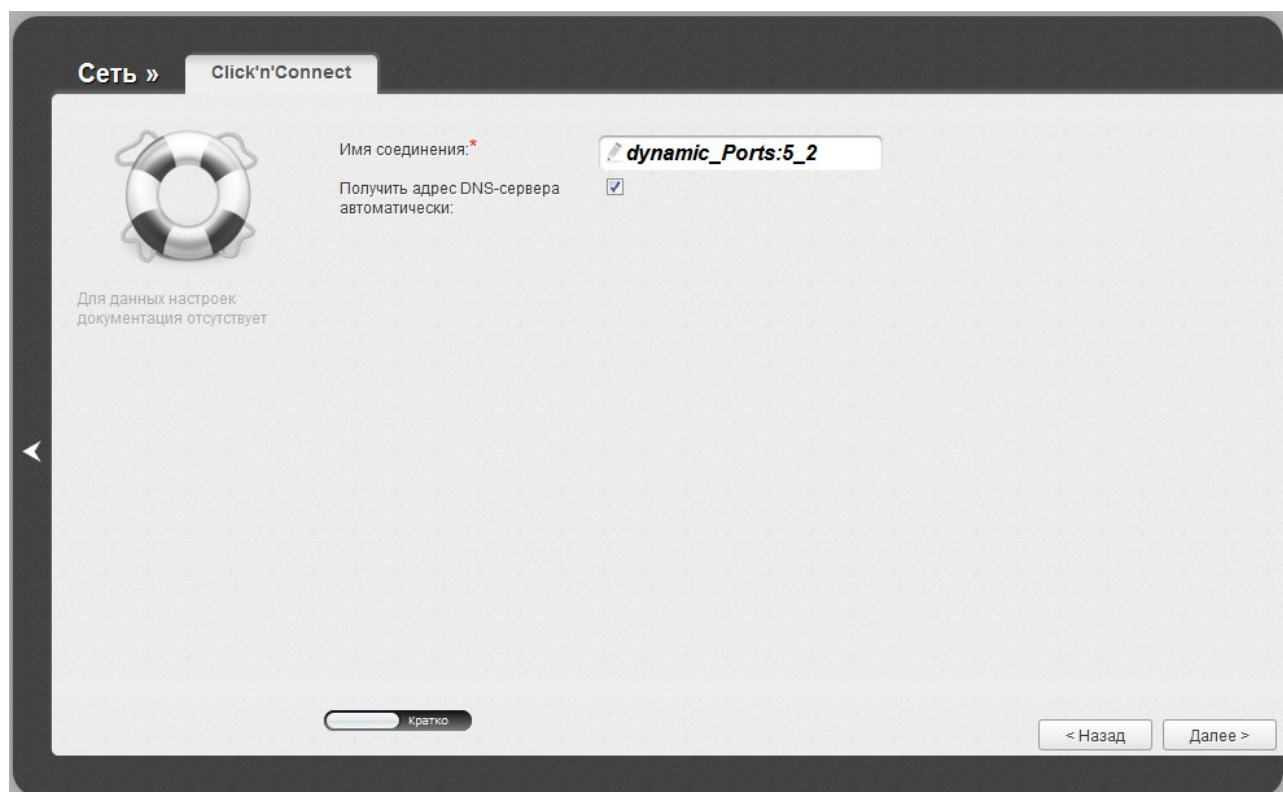 Сеть »
Click'n'Connect
Имя соединения:*
dynamic_Ports:5_2
Получить адрес DNS-сервера
автоматически:
Для данных настроек
документация отсутствует
Кратко
< Назад
Далее >